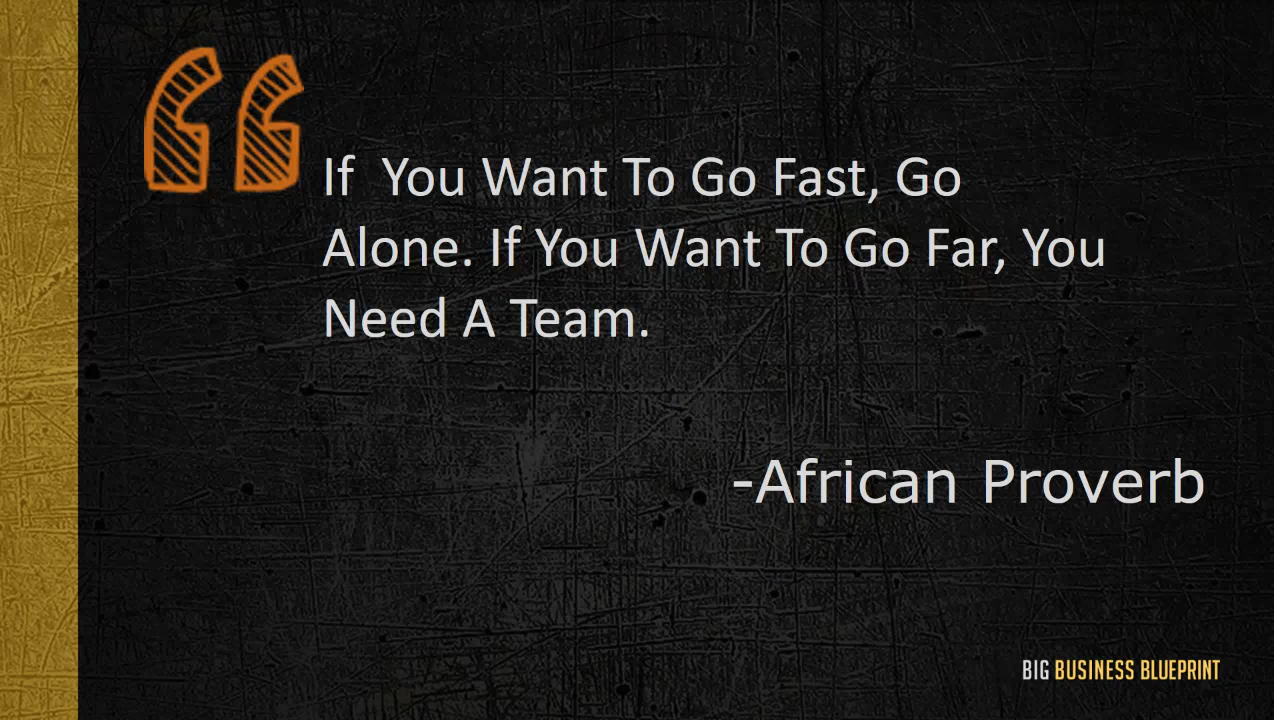 If You Want To Go Fast, Go
Alone. If You Want To Go Far, You
Need A Team.
-African Proverb
BIG BUSINESS BLUEPRINT